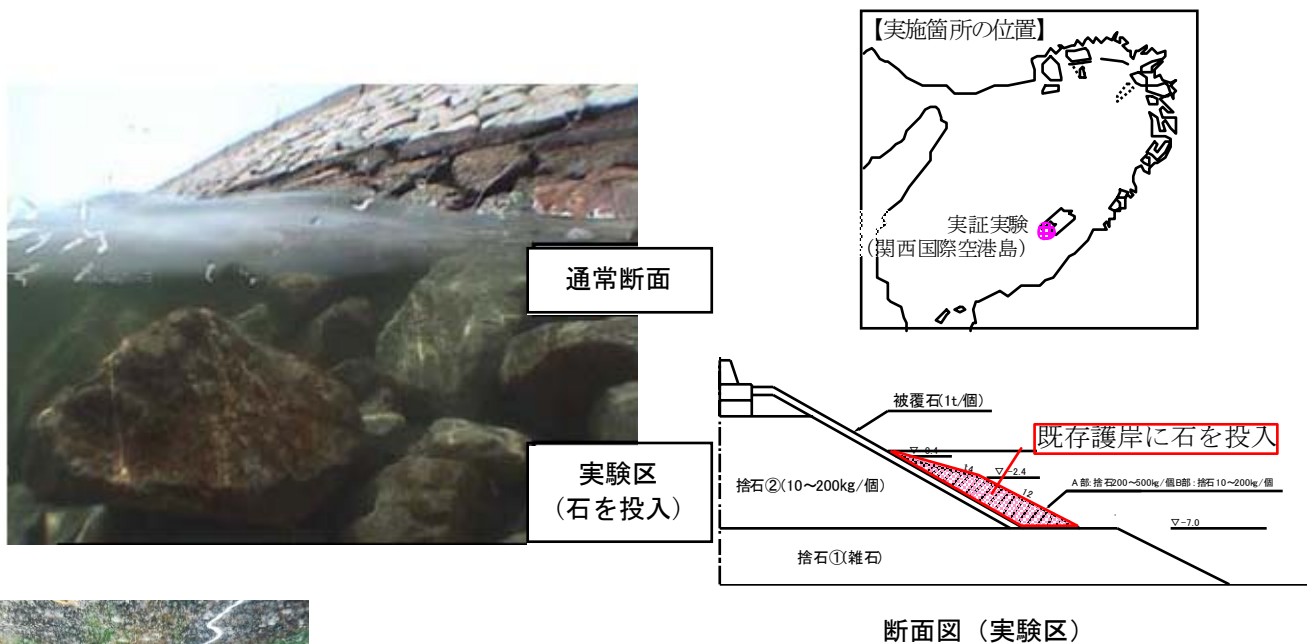 【実施箇所の位置】
実証実験
(関西国際空港島)
通常断面
実験区
(石を投入)
被覆石(1t/個)
既存護岸に石を投入
▽-0.4
▽-2.4
14
12
捨石②(10~200kg/個)
A部:捨石200~500kg/個B部:捨石10~200kg/個
▽-7.0
捨石①(雑石)
断面図(実験区)